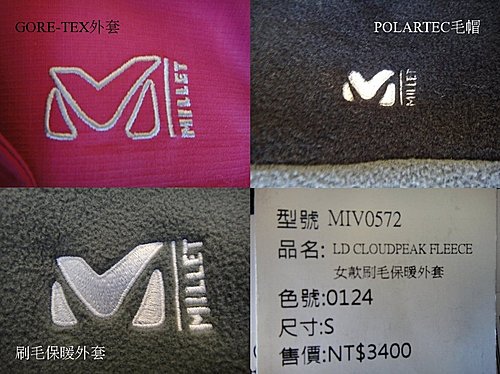 GORE-TEX外套
MILLET
POLARTEC毛帽
MILLET
MILLET
刷毛保暖外套
型號 MIV0572
品名: LD CLOUDPEAK FLEECE
女款刷毛保暖外套
色號:0124
尺寸:S
售價:NT$3400